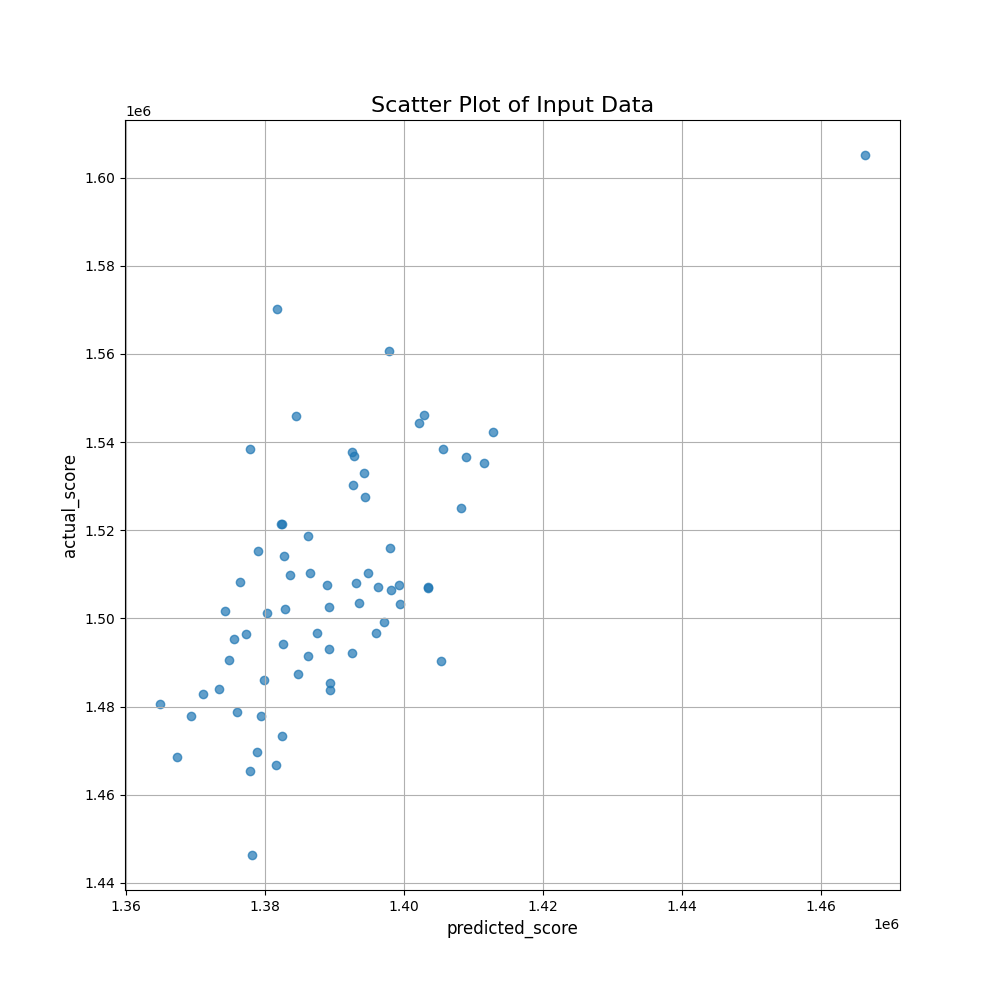 Scatter Plot of Input Data
1e6
1.60
1.58
1.56
1.54
1.52
1.50
1.48
1.46
1.44
actual_score
1.36 1.38 1.40 1.42 1.44 1.46
1e6
predicted_score